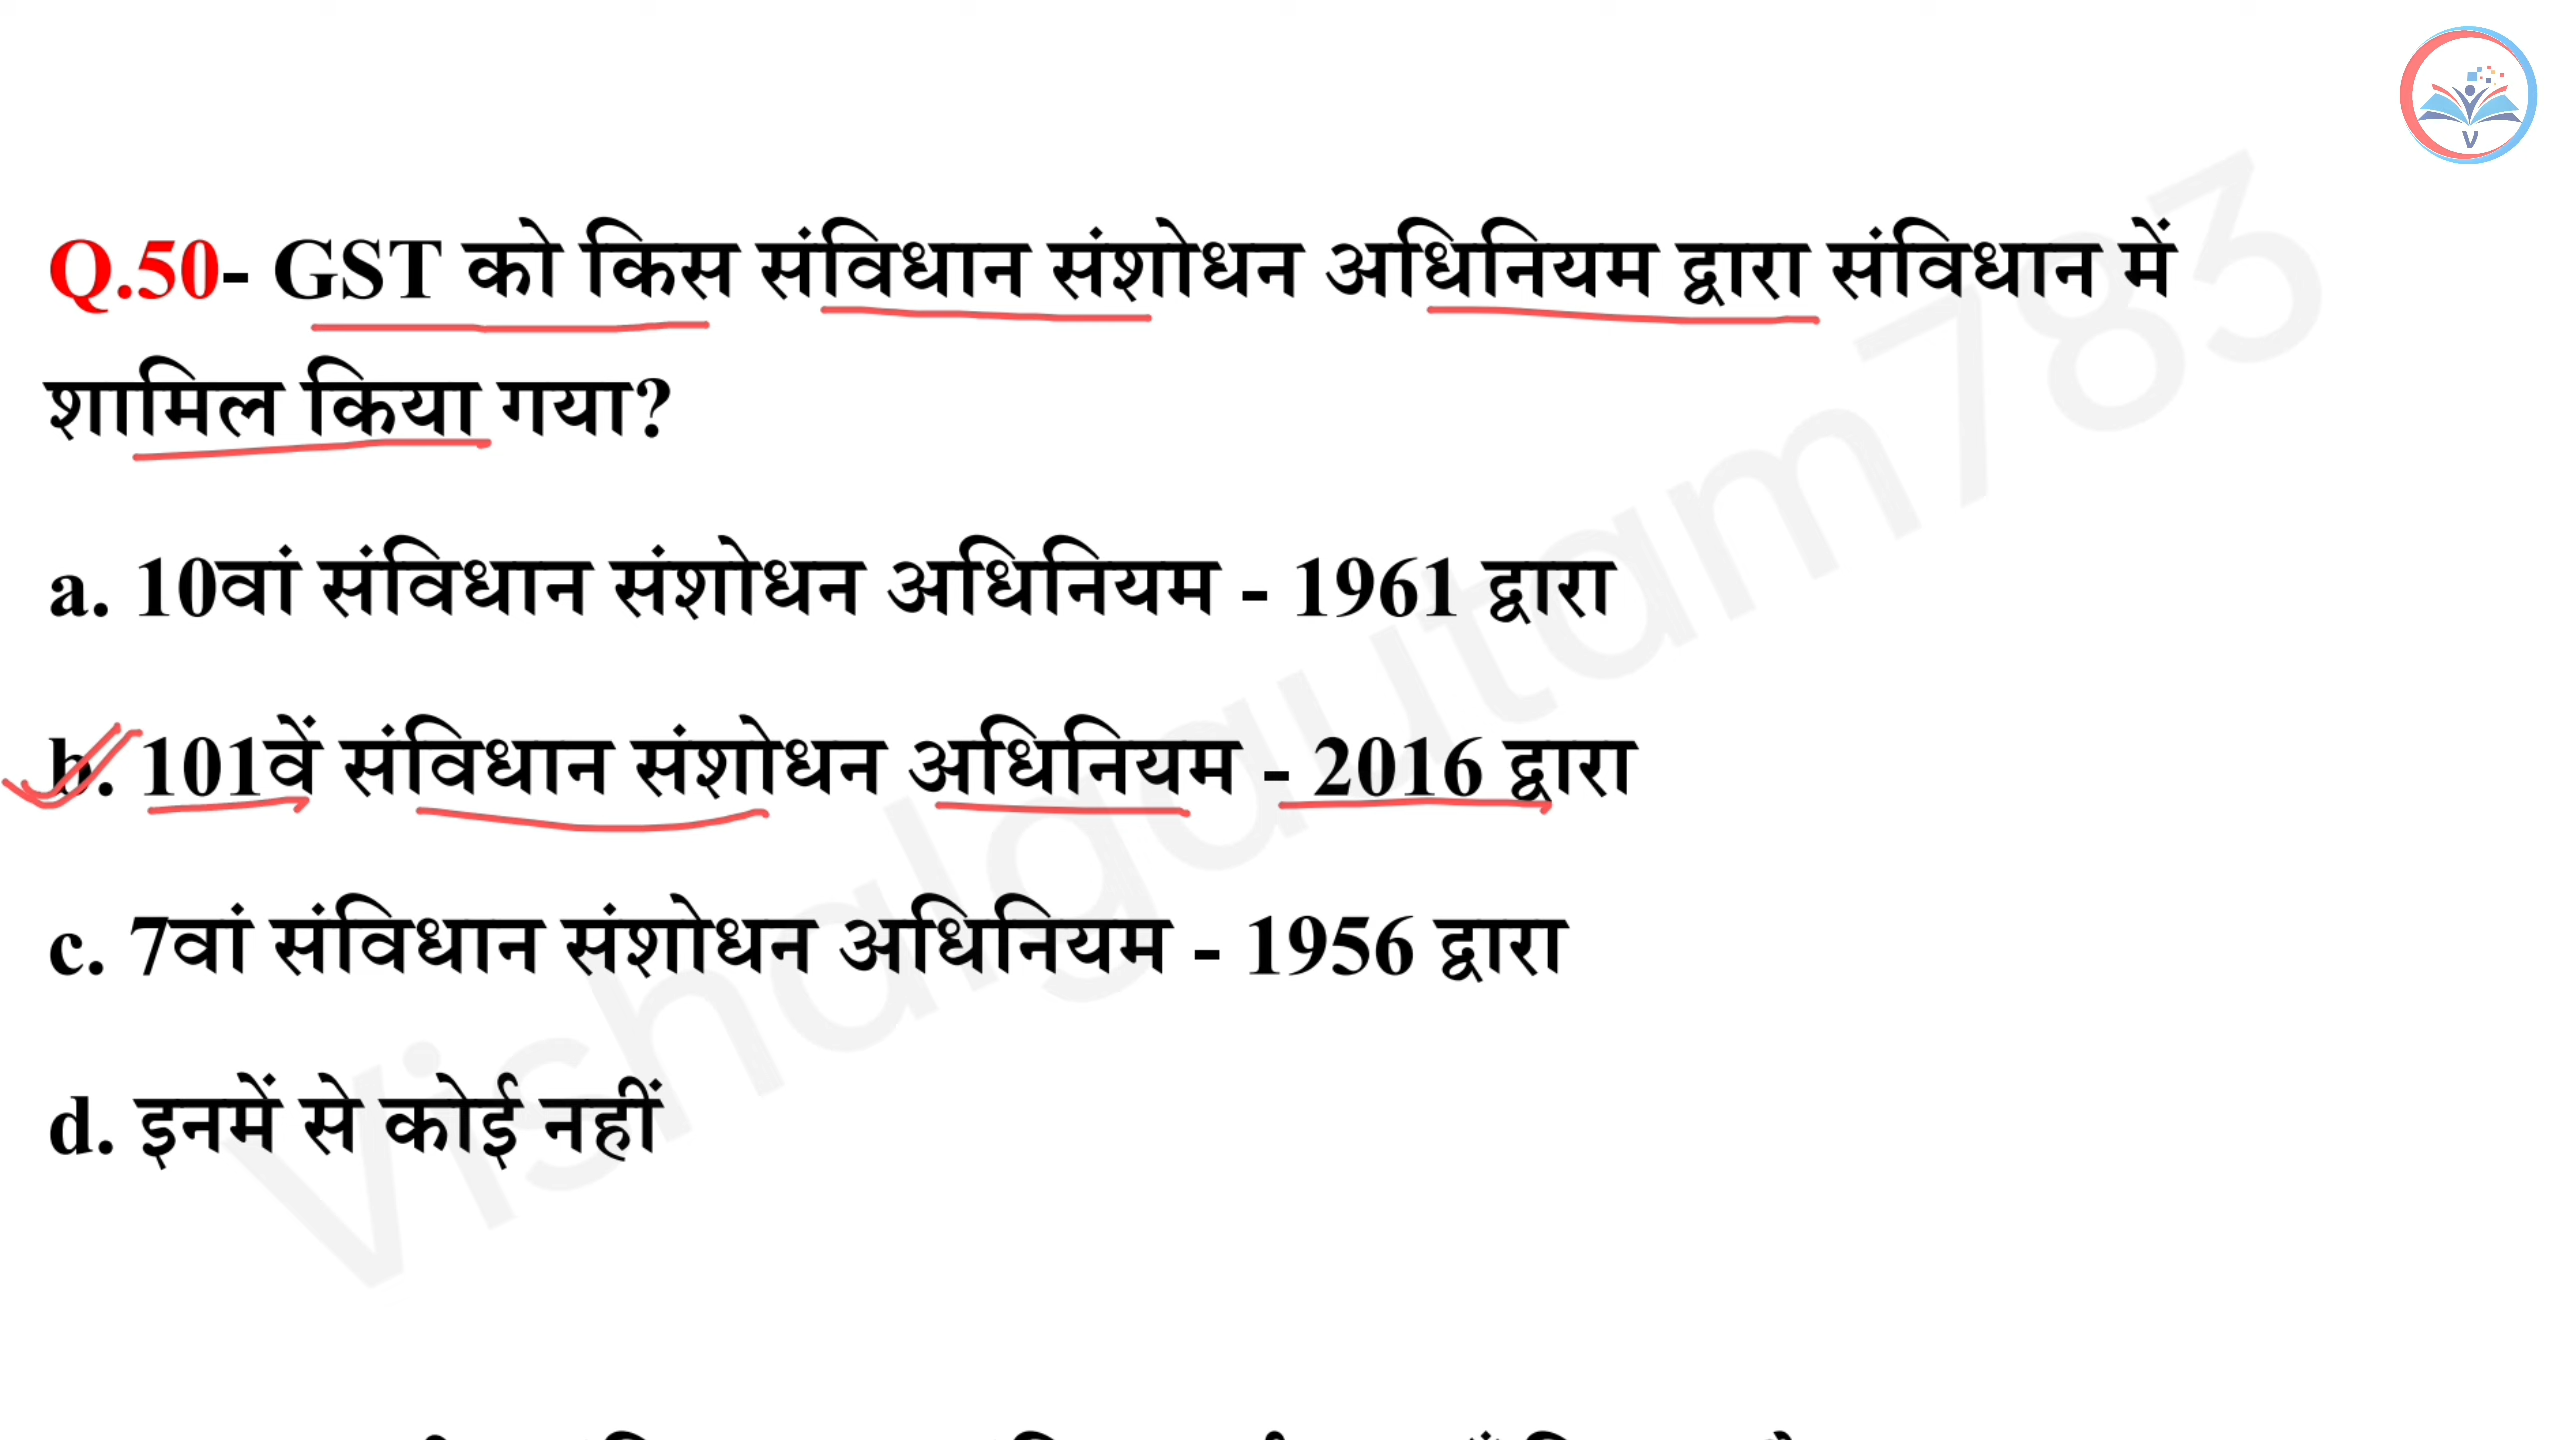 Q.50- GST को किस संविधान संशोधन अधिनियम द्वारा संविधान में
शामिल किया गया?
a. 10वां संविधान संशोधन अधिनियम - 1961 द्वारा
b. 101वें संविधान संशोधन अधिनियम - 2016 द्वारा
c. 7वां संविधान संशोधन अधिनियम - 1956 द्वारा
d. इनमें से कोई नहीं
Vishalgautam783
V